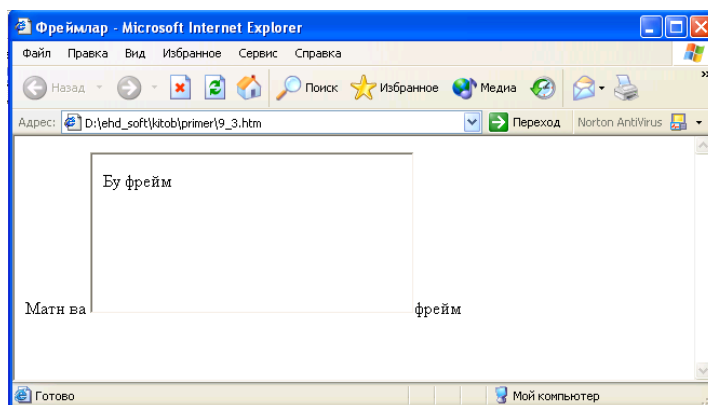 Фреймлар - Microsoft Internet Explorer
Файл Правка Вид Избранное Сервис Справка
Назад Поиск Избранное Медиа »
Адрес: D:\ehd_soft\kitob\primer\9_3.htm Переход Norton AntiVirus
Бу фрейм
Матн ва фрейм
Готово Мой компьютер